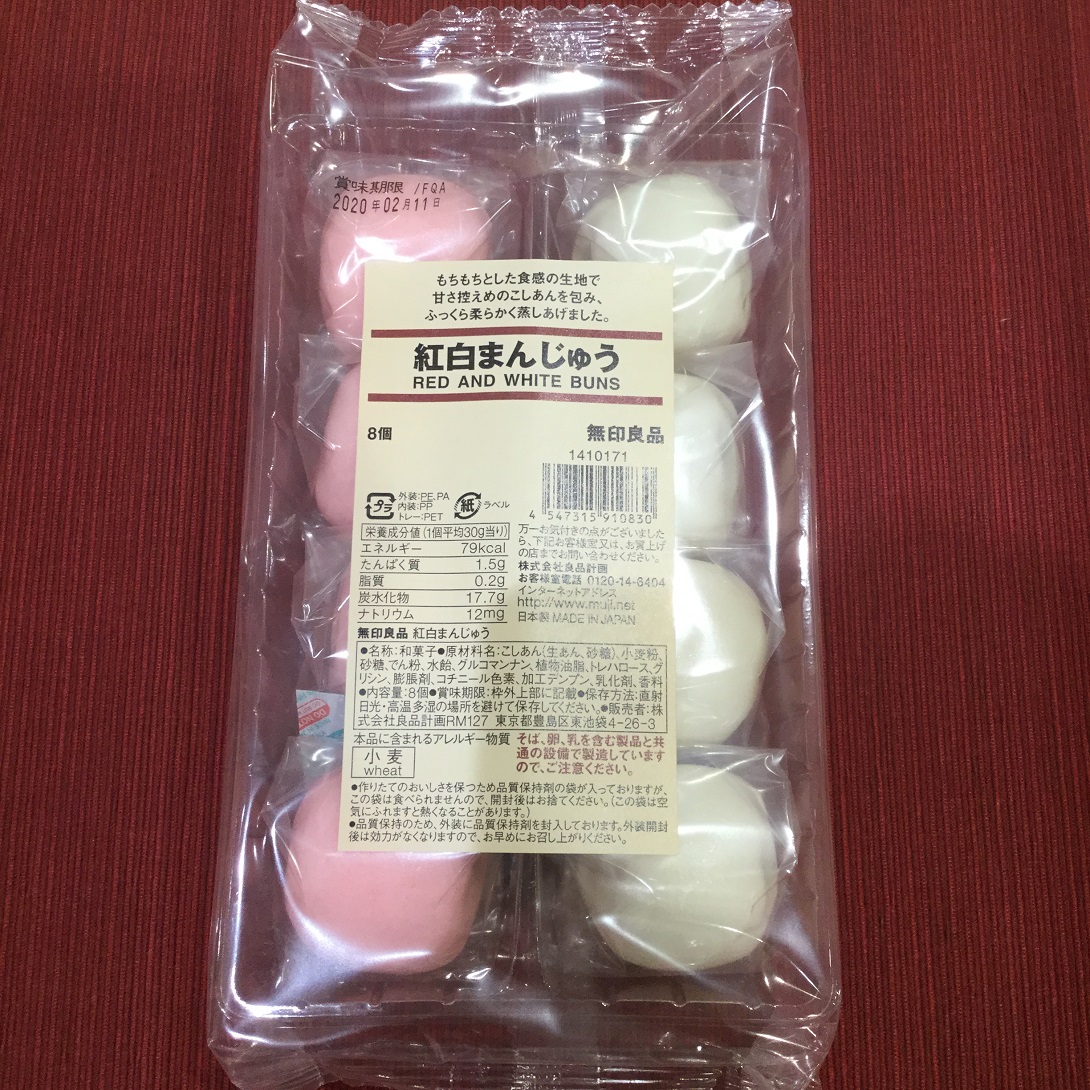 賞味期限 /FQA
2020年02月11日
もちもちとした食感の生地で
甘さ控えめのこしあんを包み、
ふっくら柔らかく蒸しあげました。
紅白まんじゅう
RED AND WHITE BUNS
8個
無印良品
1410171
4 547315 910830
プラ
外装:PE.PA
内装:PP
トレー:PET
紙 ラベル
栄養成分値(1個平均30g当り)
エネルギー 79kcal
たんぱく質 1.5g
脂質 0.2g
炭水化物 17.7g
ナトリウム 12mg
万一お気付きの点がございました
ら、下記お客様室又は、お買上げ
の店までお問い合わせください。
株式会社良品計画
お客様室電話 0120-14-6404
インターネットアドレス
http://www.muji.net
日本製 MADE IN JAPAN
無印良品 紅白まんじゅう
●名称:和菓子●原材料名:こしあん(生あん、砂糖)、小麦粉、
砂糖、でん粉、水飴、グルコマンナン、植物油脂、トレハロース、グ
リシン、膨脹剤、コチニール色素、加工デンプン、乳化剤、香料
●内容量:8個●賞味期限:枠外上部に記載●保存方法:直射
日光・高温多湿の場所を避けて保存してください。●販売者:株
式会社良品計画RM127 東京都豊島区東池袋4-26-3
本品に含まれるアレルギー物質
小麦
wheat
そば、卵、乳を含む製品と共
通の設備で製造しています
ので、ご注意ください。
●作りたてのおいしさを保つため品質保持剤の袋が入っておりますが、
この袋は食べられませんので、開封後はお捨てください。(この袋は空
気にふれますと熱くなることがあります。)
●品質保持のため、外装に品質保持剤を封入しております。外装開封
後は効力がなくなりますので、お早めにお召し上がりください。